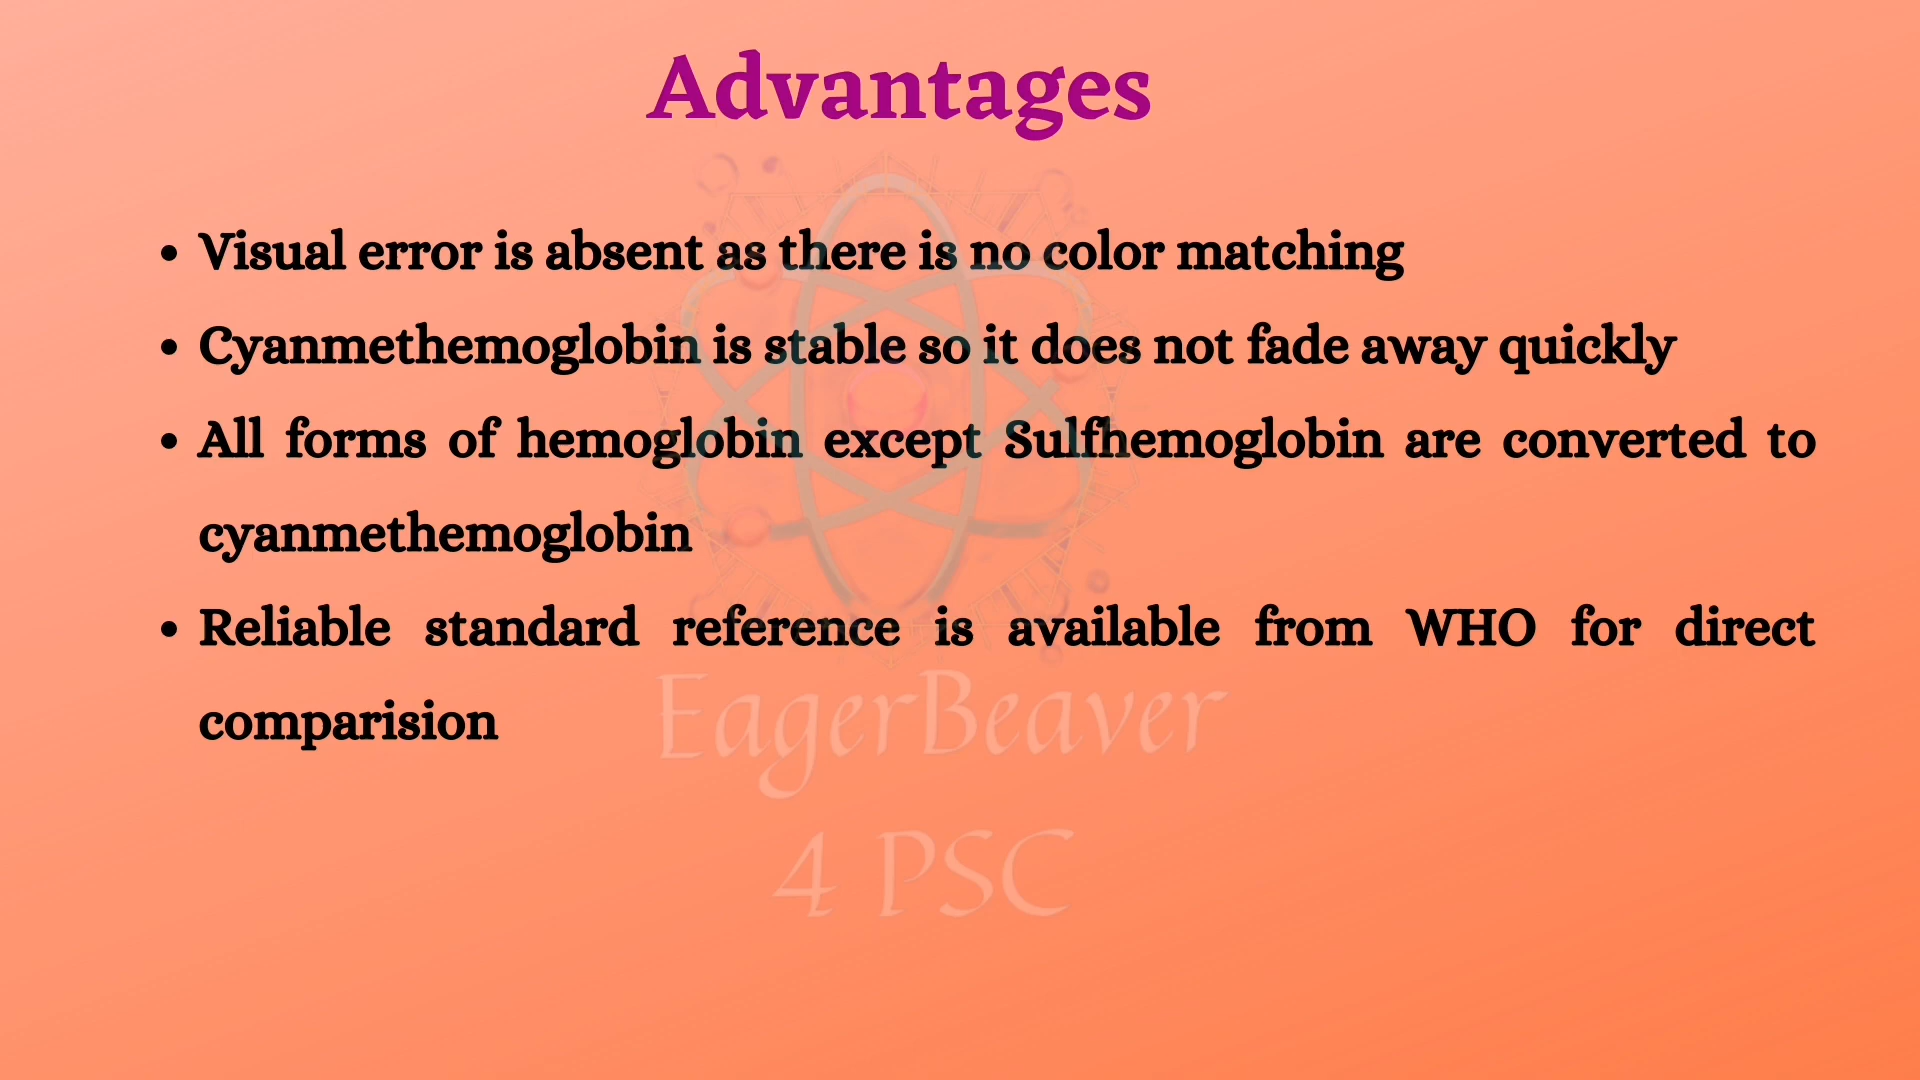 Advantages
• Visual error is absent as there is no color matching
• Cyanmethemoglobin is stable so it does not fade away quickly
• All forms of hemoglobin except Sulfhemoglobin are converted to
cyanmethemoglobin
• Reliable standard reference is available from WHO for direct
comparision
EagerBeaver
4 PSC